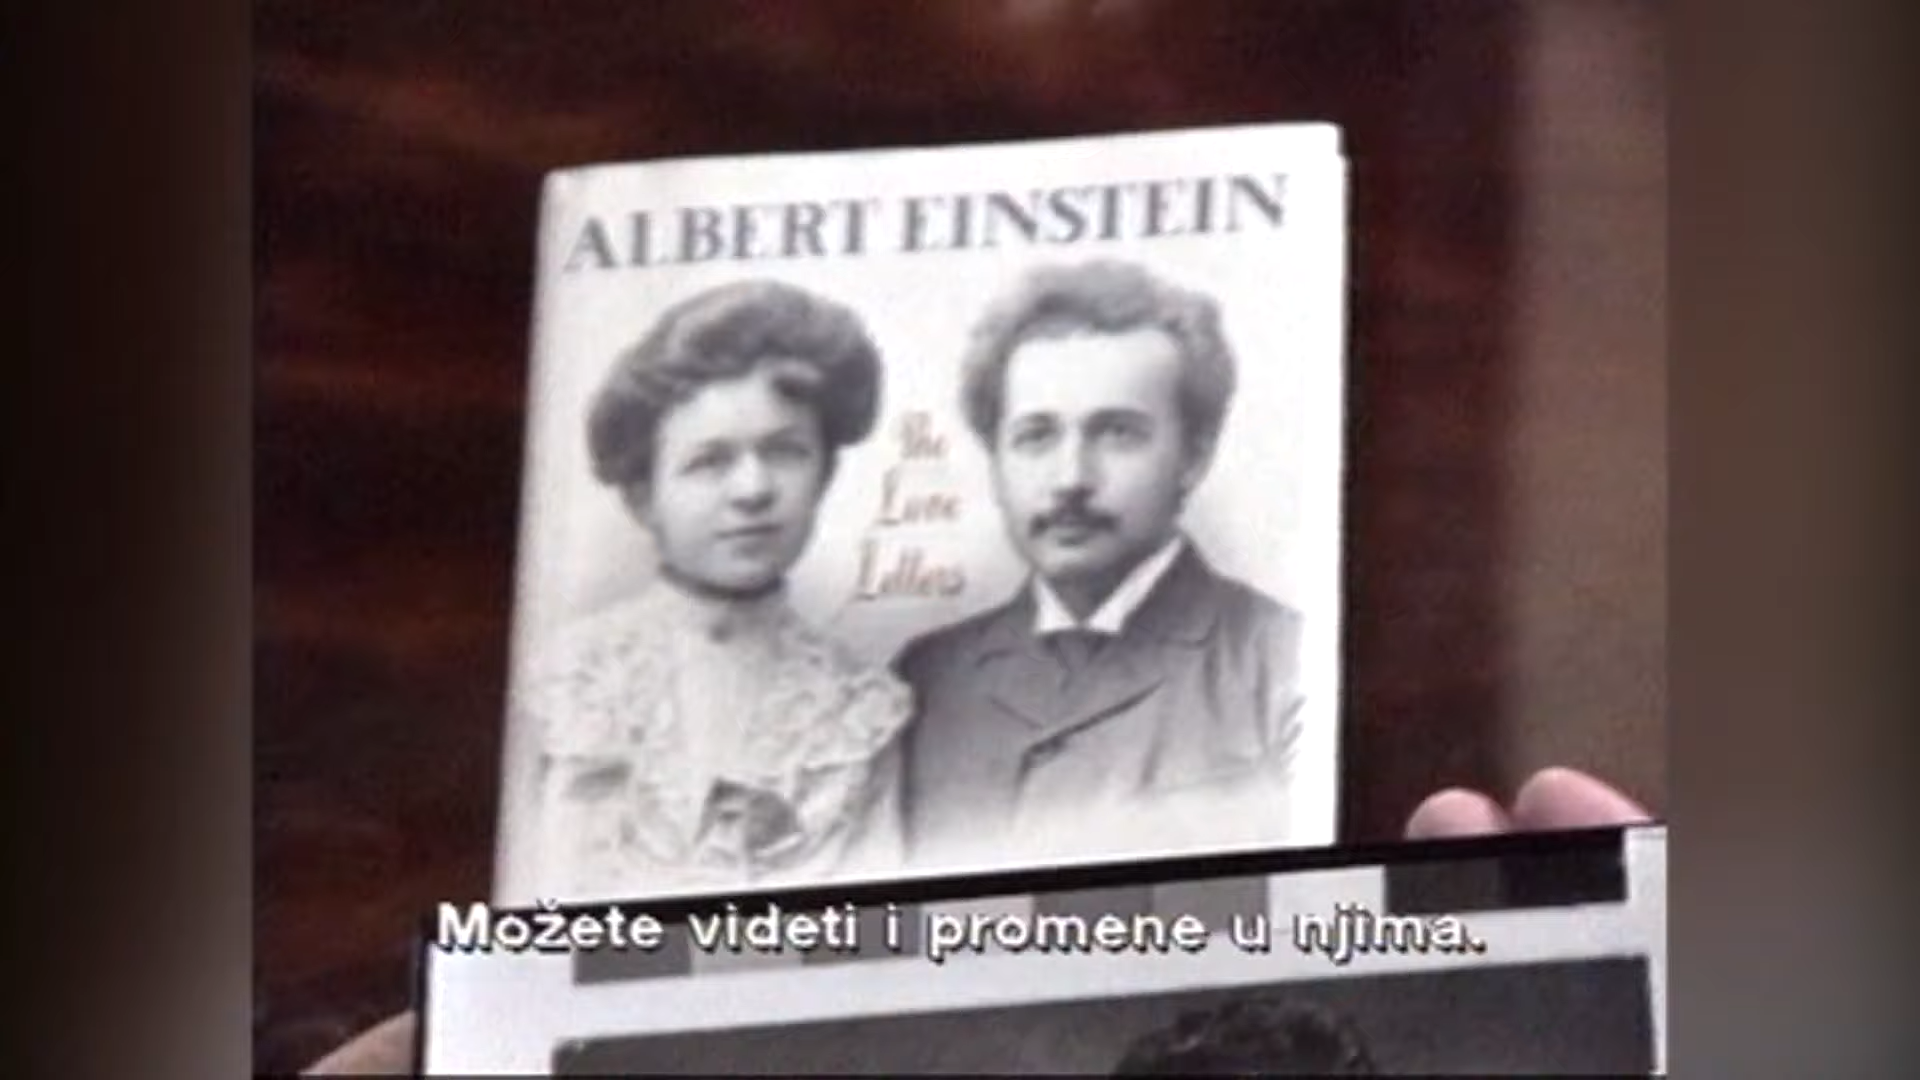 ALBERT EINSTEIN
The
Love
Letters
Možete videti i promene u njima.